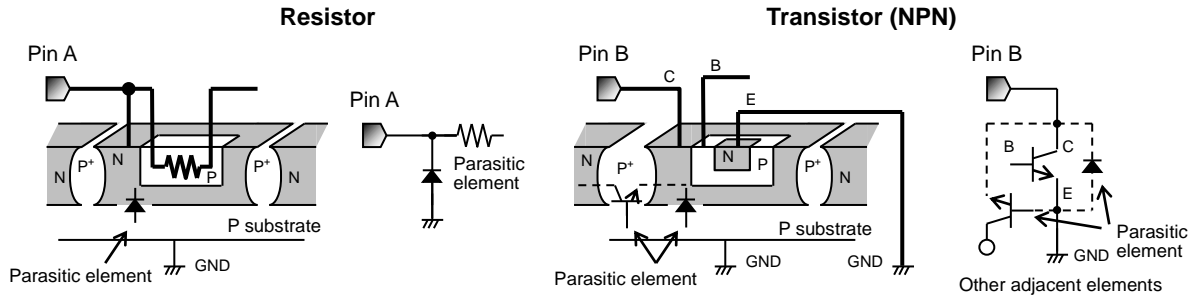 Resistor
Transistor (NPN)
Pin A
Pin A
N
P+
N
P
P+
N
Parasitic element
P substrate
GND
Parasitic element
Pin B
C
B
E
N
P+
N
N
P
P+
N
P substrate
GND
GND
Parasitic element
Pin B
B
C
E
Parasitic element
Other adjacent elements